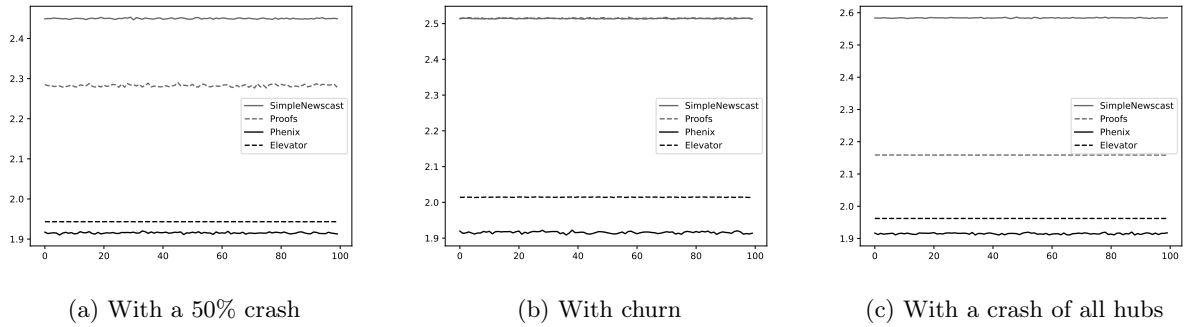 2.4
2.3
2.2
2.1
2.0
1.9
0 20 40 60 80 100
SimpleNewscast
Proofs
Phenix
Elevator
(a) With a 50% crash
2.5
2.4
2.3
2.2
2.1
2.0
1.9
0 20 40 60 80 100
SimpleNewscast
Proofs
Phenix
Elevator
(b) With churn
2.6
2.5
2.4
2.3
2.2
2.1
2.0
1.9
0 20 40 60 80 100
SimpleNewscast
Proofs
Phenix
Elevator
(c) With a crash of all hubs